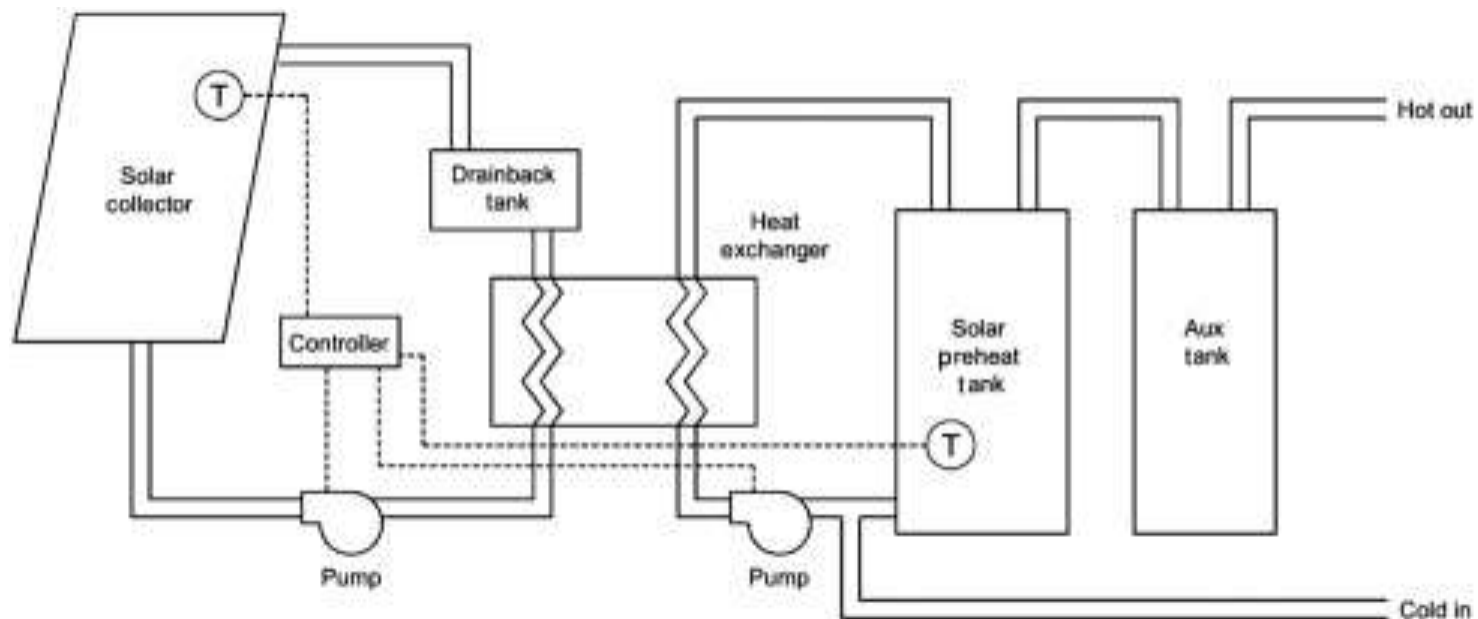 T
Solar
collector
Drainback
tank
Hot out
Heat
exchanger
Controller
Solar
preheat
tank
Aux
tank
T
Pump
Pump
Cold in